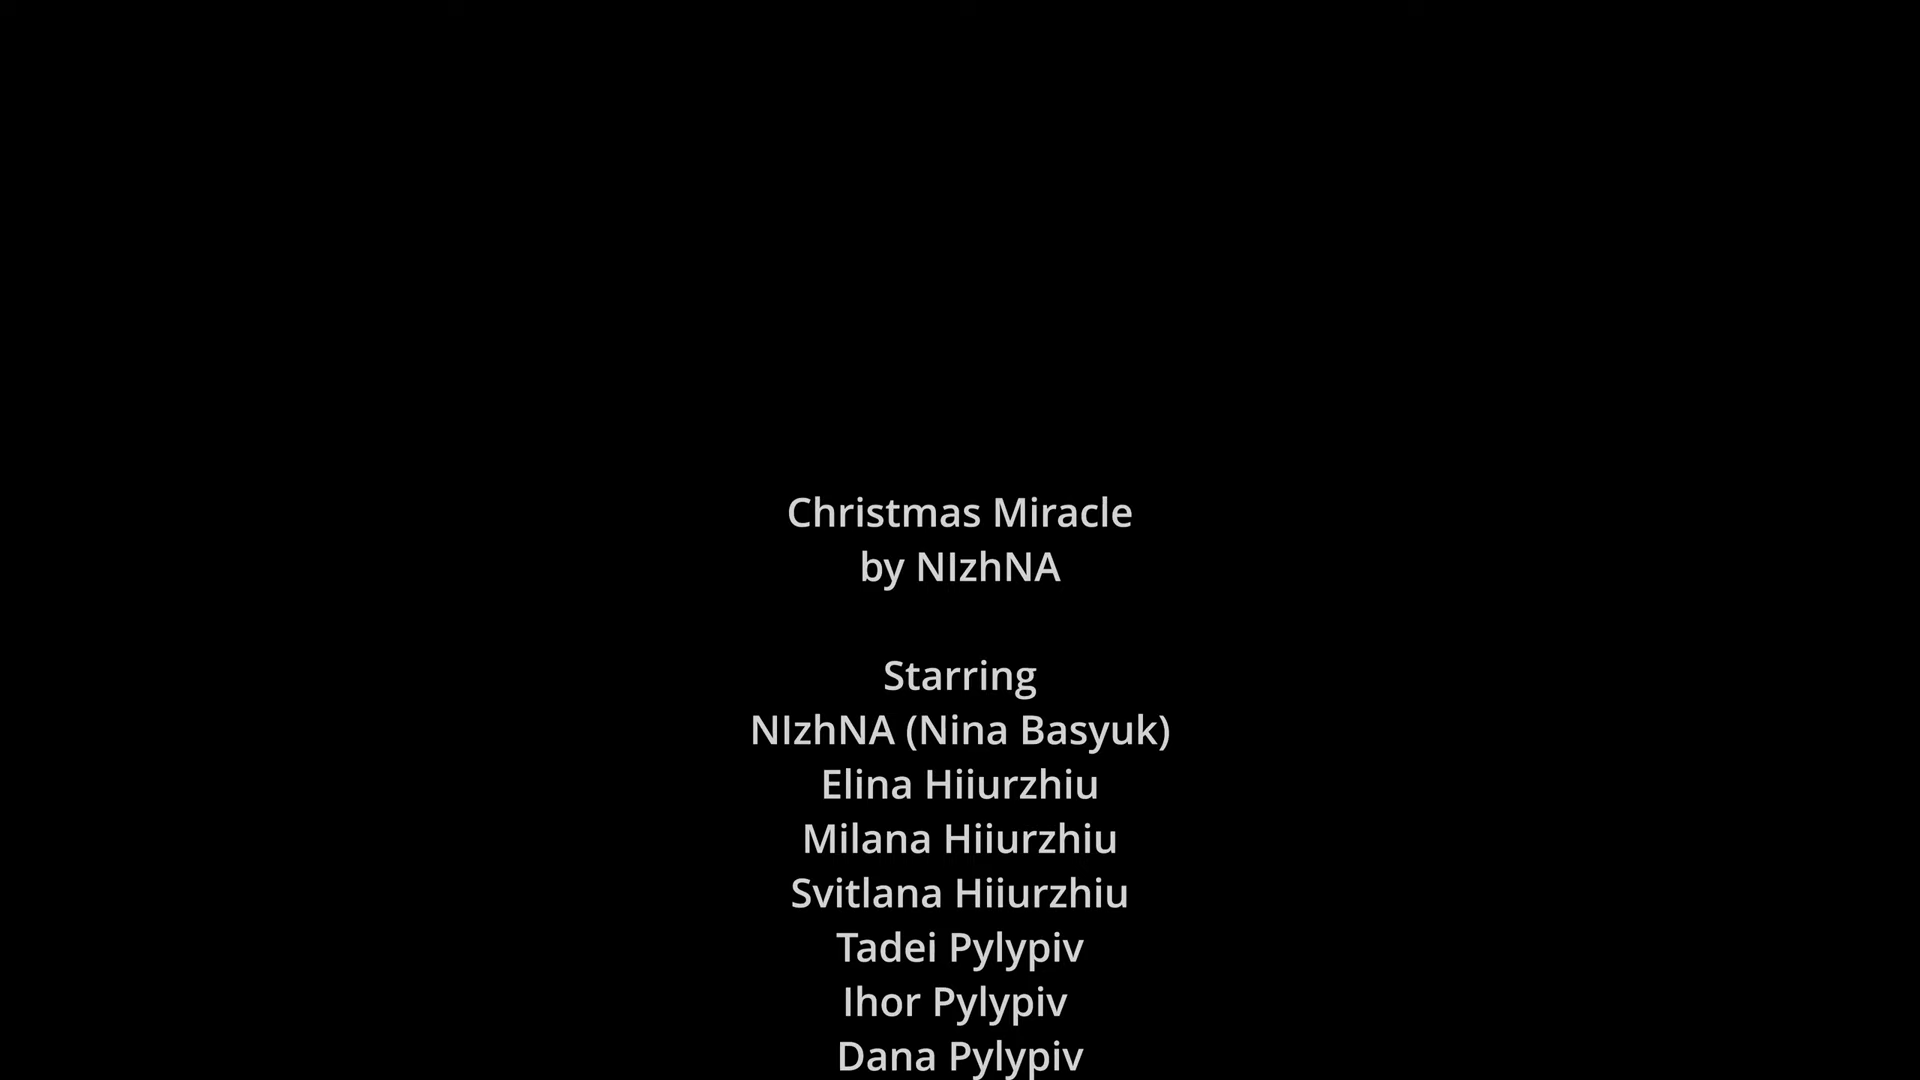 Christmas Miracle
by NIzhNA
Starring
NIzhNA (Nina Basyuk)
Elina Hiiurzhiu
Milana Hiiurzhiu
Svitlana Hiiurzhiu
Tadei Pylypiv
Ihor Pylypiv
Dana Pylypiv